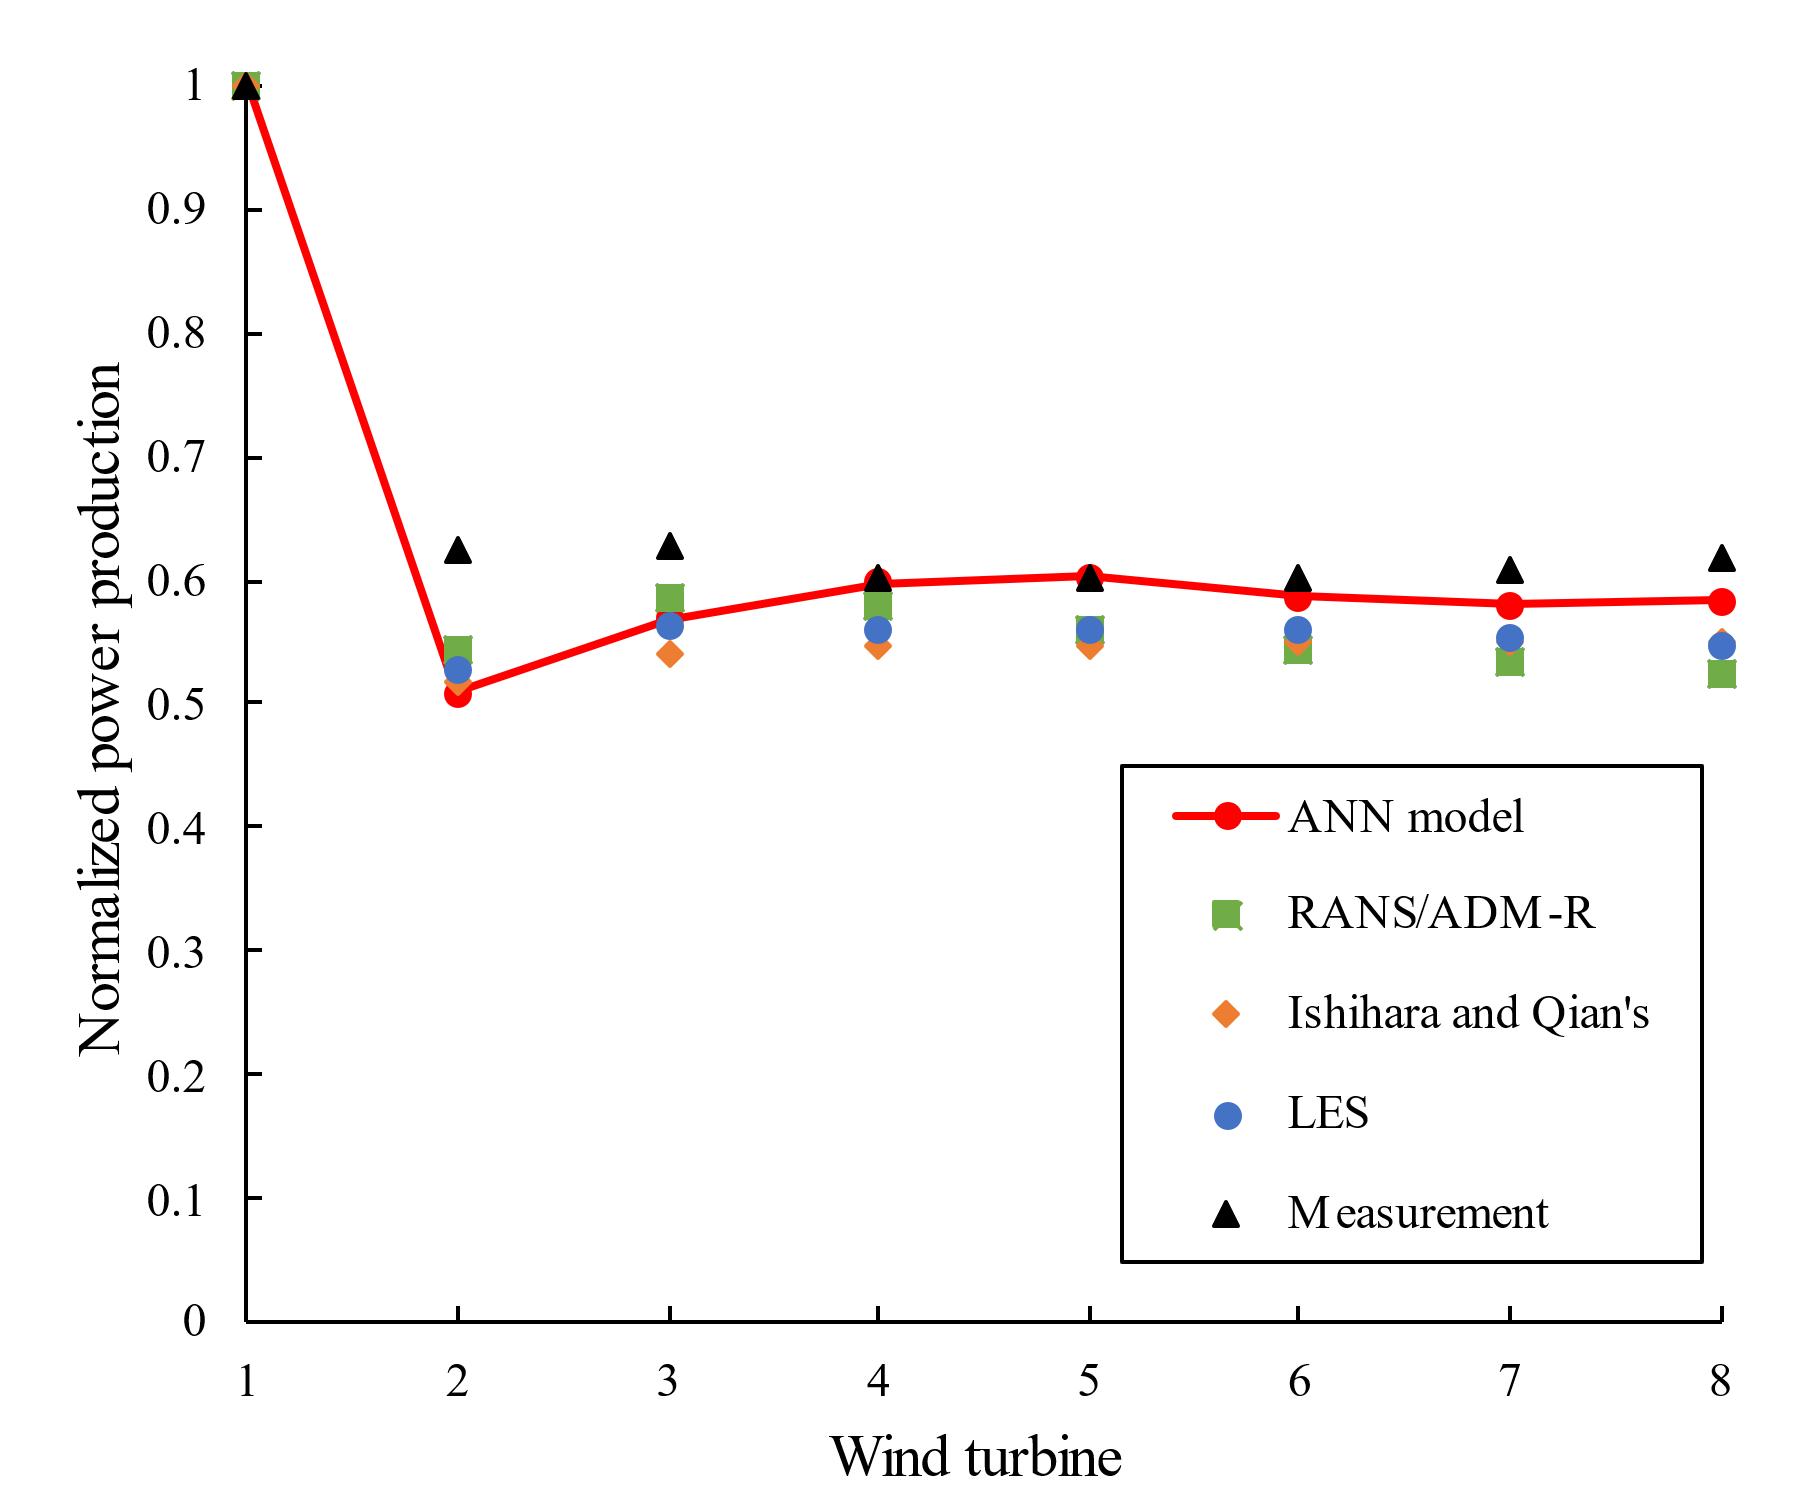 Normalized power production
1
0.9
0.8
0.7
0.6
0.5
0.4
0.3
0.2
0.1
0
ANN model
RANS/ADM-R
Ishihara and Qian's
LES
Measurement
1 2 3 4 5 6 7 8
Wind turbine